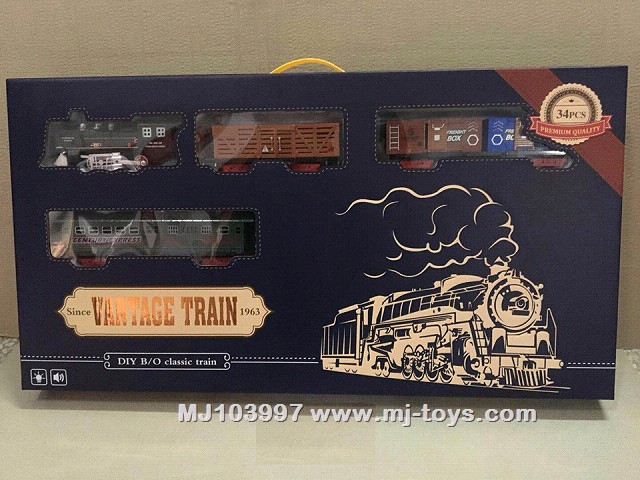 34PCS
PREMIUM QUALITY
FREIGHT
BOX
Since VANTAGE TRAIN 1963
DIY B/O classic train
MJ103997 www.mj-toys.com